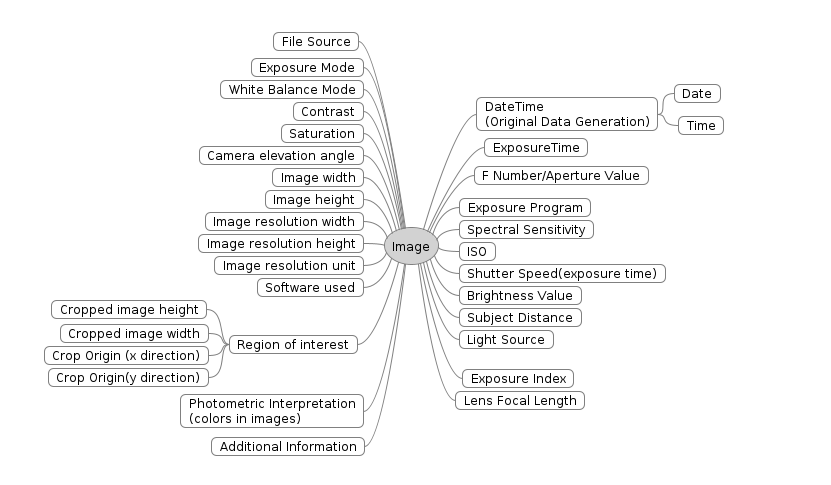 File Source
Exposure Mode
White Balance Mode
Contrast
Saturation
Camera elevation angle
Image width
Image height
Image resolution width
Image resolution height
Image resolution unit
Software used
Cropped image height
Cropped image width
Crop Origin (x direction)
Crop Origin(y direction)
Region of interest
Photometric Interpretation
(colors in images)
Additional Information
Image
DateTime
(Original Data Generation)
Date
Time
ExposureTime
F Number/Aperture Value
Exposure Program
Spectral Sensitivity
ISO
Shutter Speed(exposure time)
Brightness Value
Subject Distance
Light Source
Exposure Index
Lens Focal Length